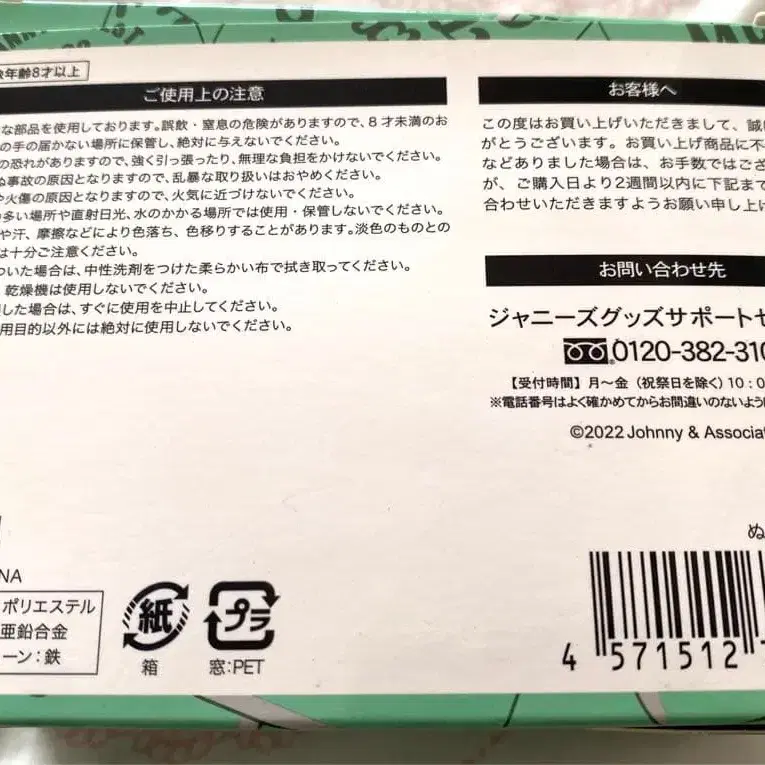 年齢8才以上
ご使用上の注意
な部品を使用しております。誤飲・窒息の危険がありますので、8才未満のお
の手の届かない場所に保管し、絶対に与えないでください。
の恐れがありますので、強く引っ張ったり、無理な負担をかけないでください。
ぬ事故の原因となりますので、乱暴な取り扱いはおやめください。
や火傷の原因となりますので、火気に近づけないでください。
多い場所や直射日光、水のかかる場所では使用・保管しないでください。
や汗、摩擦などにより色落ち、色移りすることがあります。淡色のものとの
は十分ご注意ください。
ついた場合は、中性洗剤をつけた柔らかい布で拭き取ってください。
乾燥機は使用しないでください。
した場合は、すぐに使用を中止してください。
用目的以外には絶対に使用しないでください。
お客様へ
この度はお買い上げいただきまして、誠に
がとうございます。お買い上げ商品に不
などありました場合は、お手数ではござ
が、ご購入日より2週間以内に下記まで
合わせいただきますようお願い申し上げ
お問い合わせ先
ジャニーズグッズサポートセ
0120-382-310
【受付時間】月〜金（祝祭日を除く）10:0
※電話番号はよく確かめてからお間違いのないように
©2022 Johnny & Associat
ぬ
NA
ポリエステル
亜鉛合金
ーン：鉄
紙
箱
プラ
窓:PET
4 571512